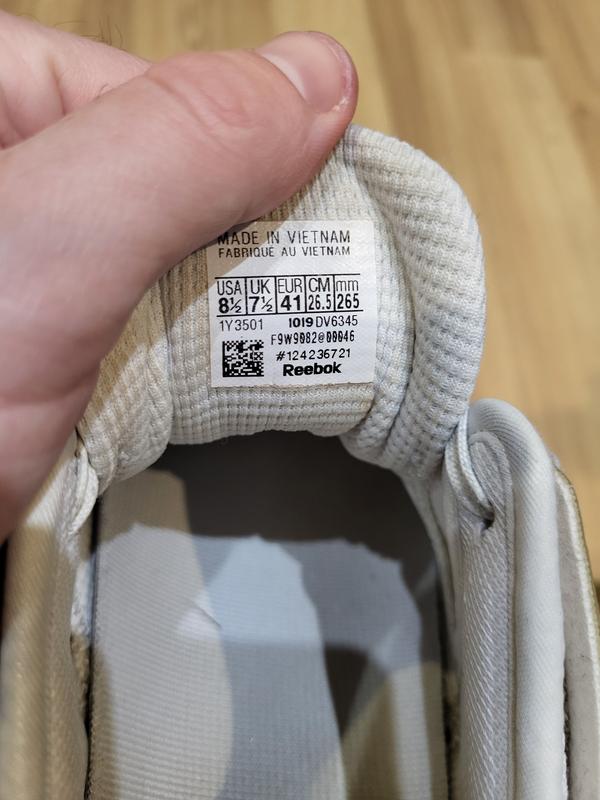 MADE IN VIETNAM
FABRIQUÉ AU VIETNAM
USA UK EUR CM mm
8½ 7½ 41 26.5 265
1Y3501 1019 DV6345
F9W9082@00046
#124236721
Reebok